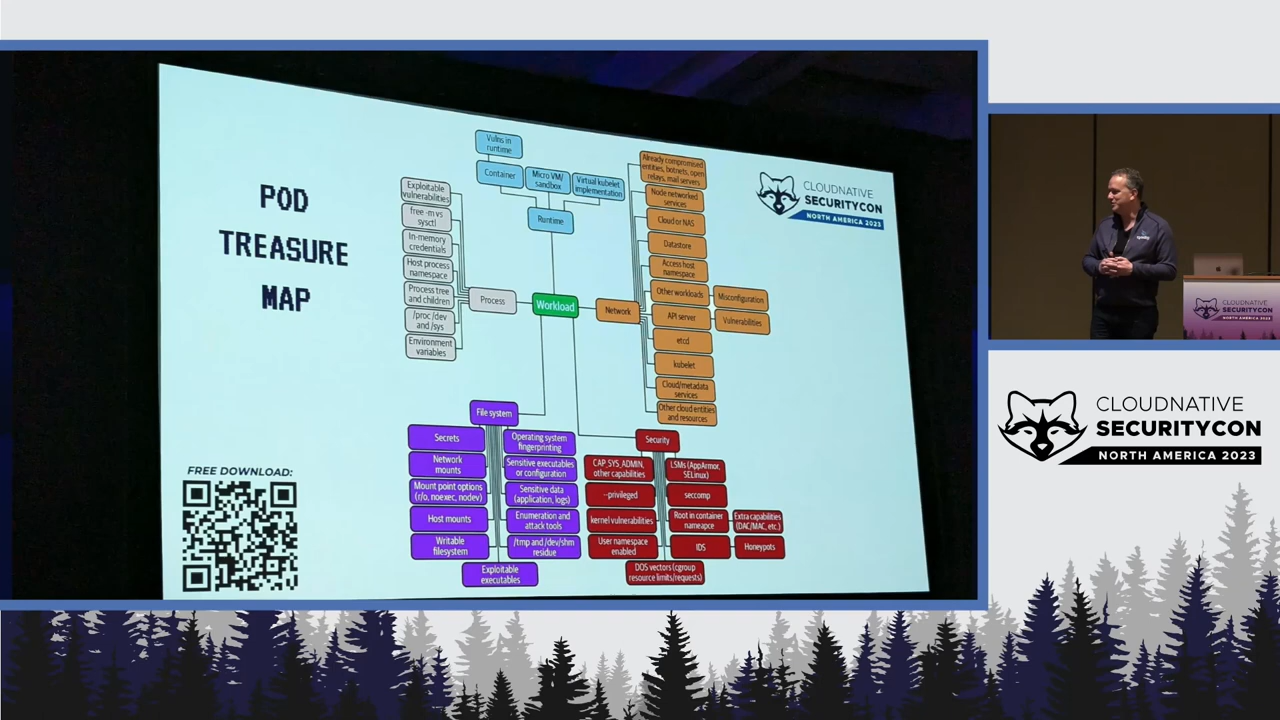 POD
TREASURE
MAP
FREE DOWNLOAD:
Vulns in
runtime
Container
Micro VM/
sandbox
Virtual kubelet
implementation
Runtime
Exploitable
vulnerabilities
free -m vs
sysctl
In-memory
credentials
Host process
namespace
Process tree
and children
/proc /dev
and /sys
Environment
variables
Process
Workload
Network
Already compromised
entities, botnets, open
relays, mail servers
Node networked
services
Cloud or NAS
Datastore
Access host
namespace
Other workloads
Misconfiguration
API server
Vulnerabilities
etcd
kubelet
Cloud/metadata
services
Other cloud entities
and resources
File system
Secrets
Operating system
fingerprinting
Network
mounts
Sensitive executables
or configuration
Mount point options
(r/o, noexec, nodev)
Sensitive data
(application, logs)
Host mounts
Enumeration and
attack tools
Writable
filesystem
/tmp and /dev/shm
residue
Exploitable
executables
Security
CAP_SYS_ADMIN,
other capabilities
LSMs (AppArmor,
SELinux)
--privileged
seccomp
kernel vulnerabilities
Root in container
nameapce
Extra capabilities
(DAC/MAC, etc.)
User namespace
enabled
IDS
Honeypots
DOS vectors (cgroup
resource limits/requests)
CLOUDNATIVE
SECURITYCON
NORTH AMERICA 2023
CLOUDNATIVE
SECURITYCON
NORTH AMERICA 2023
CLOUDNATIVE
SECURITYCON
NORTH AMERICA 2023